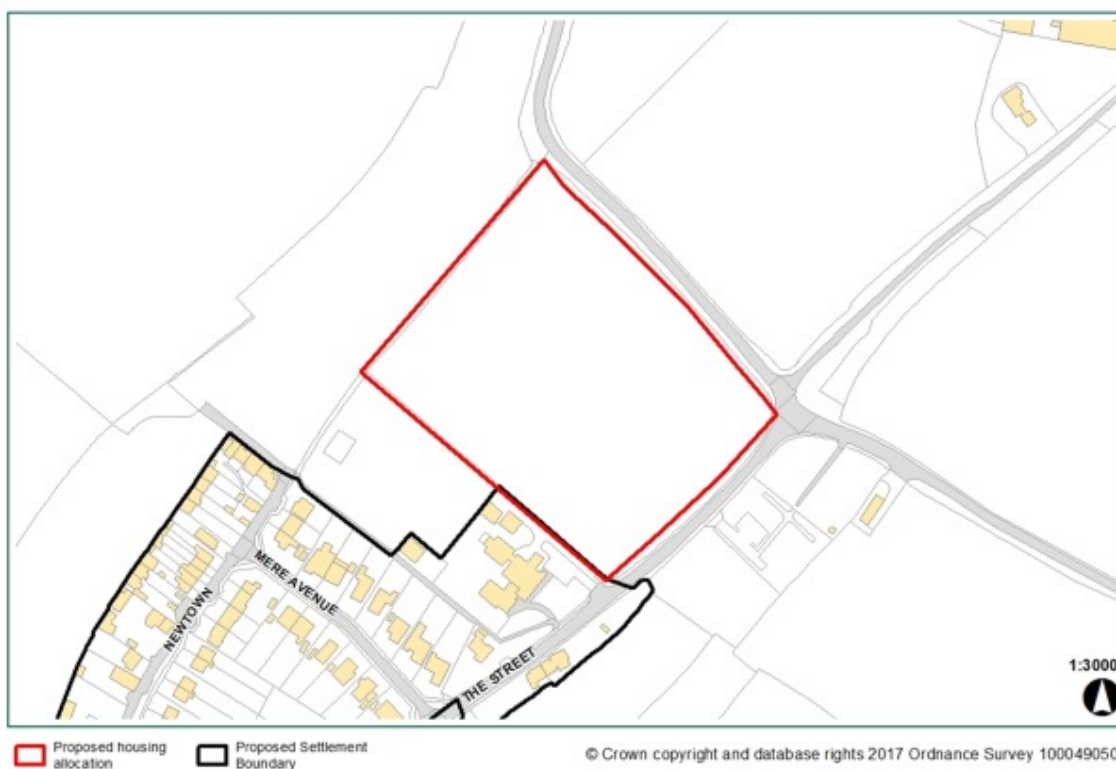 1:3000
NEWTOWN
MERE AVENUE
THE STREET
Proposed housing
allocation
Proposed Settlement
Boundary
© Crown copyright and database rights 2017 Ordnance Survey 100049050